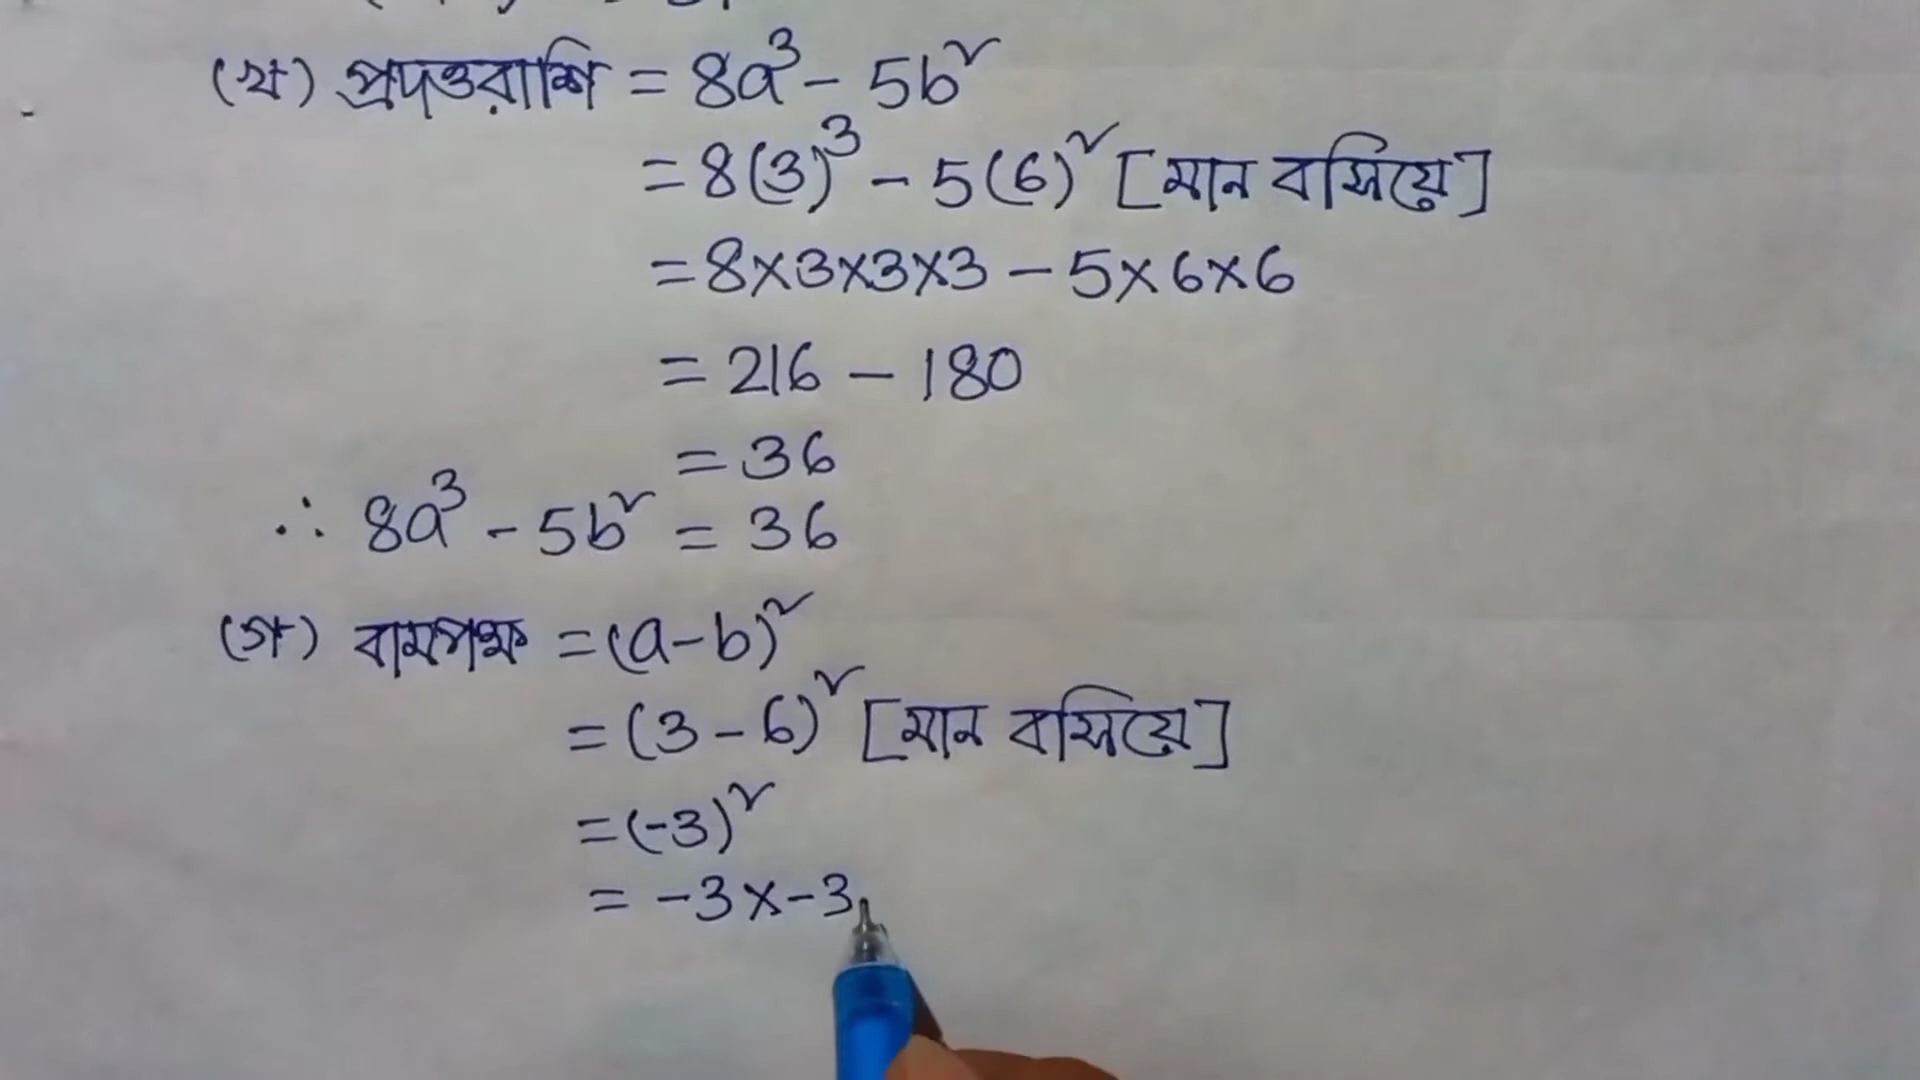 (খ) প্রদত্তরাশি = 8a³ - 5b²
= 8(3)³ - 5(6)² [মান বসিয়ে]
= 8×3×3×3 - 5×6×6
= 216 - 180
= 36
∴ 8a³ - 5b² = 36
(গ) বামপক্ষ = (a-b)²
= (3-6)² [মান বসিয়ে]
= (-3)²
= -3×-3